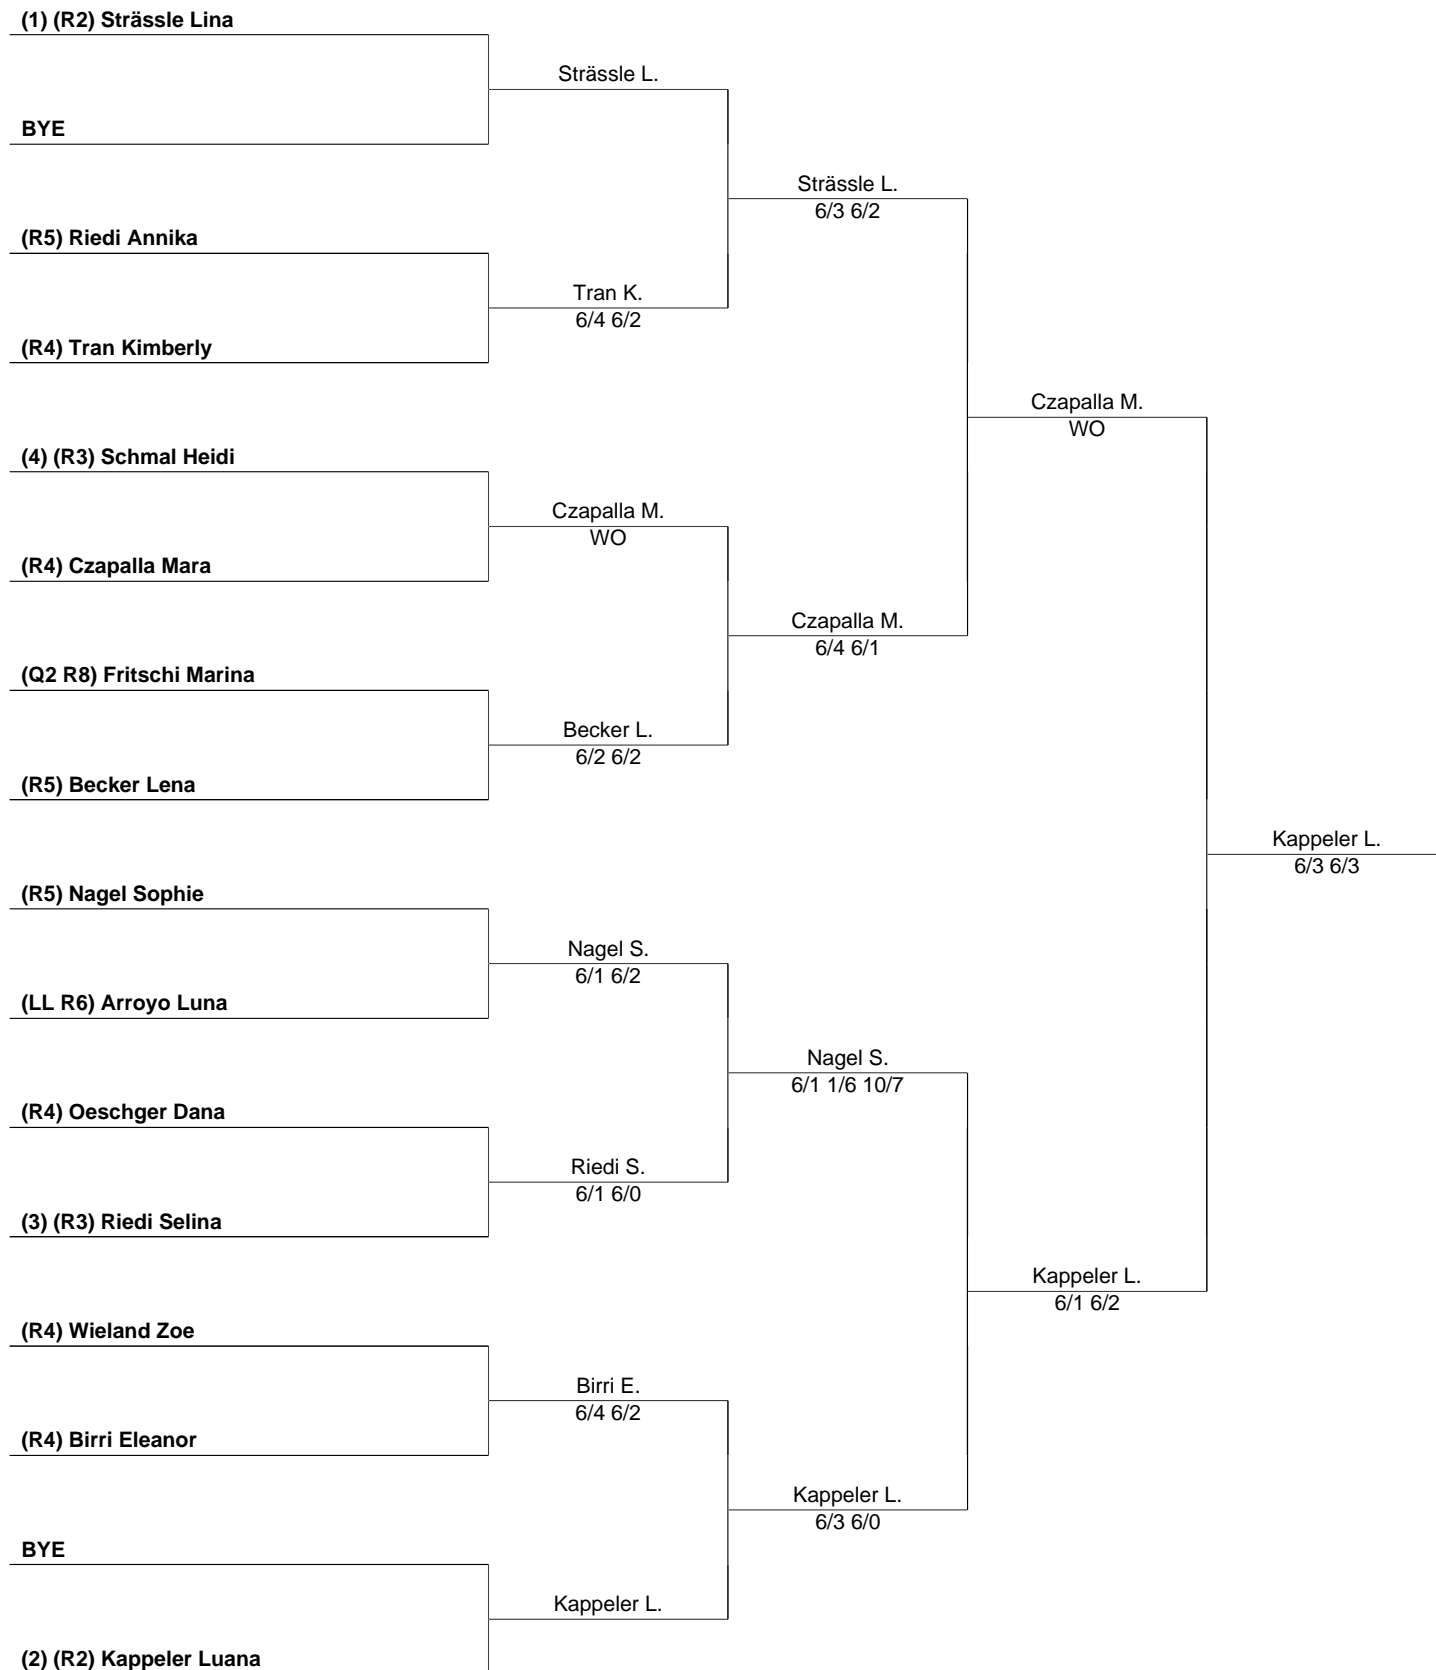 (1) (R2) Strässle Lina
Strässle L.
BYE
Strässle L.
6/3 6/2
(R5) Riedi Annika
Tran K.
6/4 6/2
(R4) Tran Kimberly
Czapalla M.
WO
(4) (R3) Schmal Heidi
Czapalla M.
WO
(R4) Czapalla Mara
Czapalla M.
6/4 6/1
(Q2 R8) Fritschi Marina
Becker L.
6/2 6/2
(R5) Becker Lena
Kappeler L.
6/3 6/3
(R5) Nagel Sophie
Nagel S.
6/1 6/2
(LL R6) Arroyo Luna
Nagel S.
6/1 1/6 10/7
(R4) Oeschger Dana
Riedi S.
6/1 6/0
(3) (R3) Riedi Selina
Kappeler L.
6/1 6/2
(R4) Wieland Zoe
Birri E.
6/4 6/2
(R4) Birri Eleanor
Kappeler L.
6/3 6/0
BYE
Kappeler L.
(2) (R2) Kappeler Luana